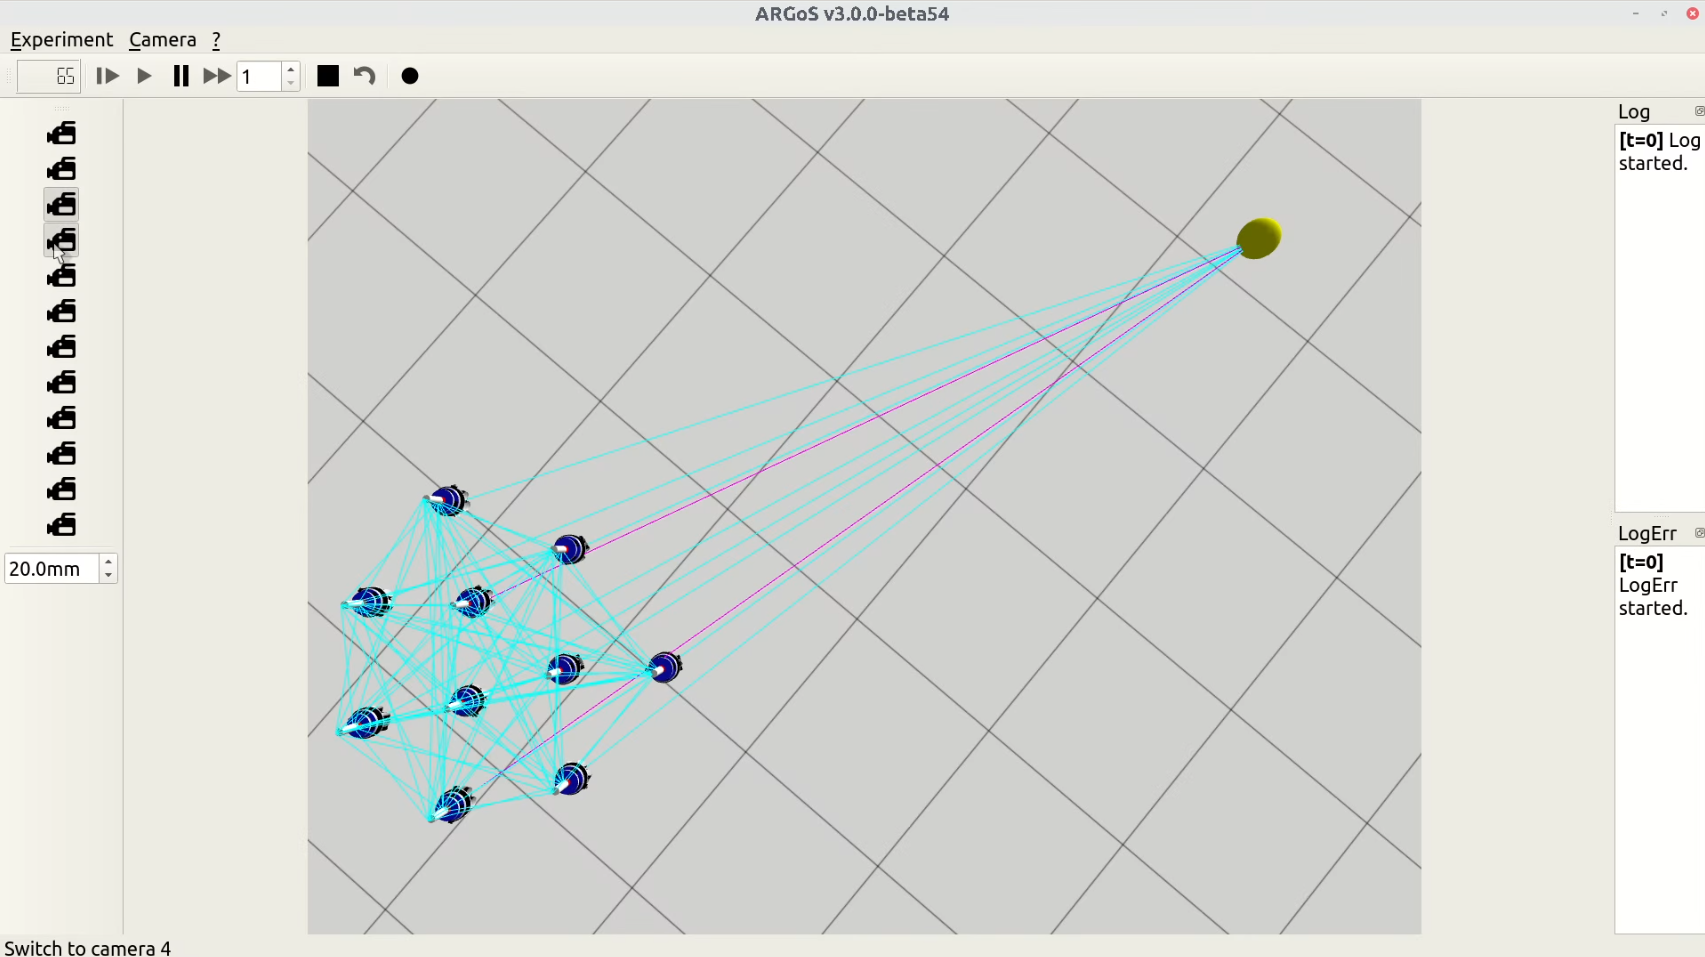 ARGoS v3.0.0-beta54
Experiment Camera ?
65 1
Log
[t=0] Log
started.
20.0mm
LogErr
[t=0]
LogErr
started.
Switch to camera 4